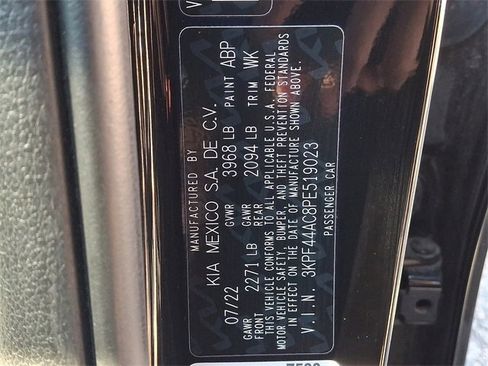 MANUFACTURED BY
KIA MEXICO S.A. DE C.V.
07/22 GVWR 3968 LB PAINT ABP
GAWR FRONT 2271 LB GAWR REAR 2094 LB TRIM WK
THIS VEHICLE CONFORMS TO ALL APPLICABLE U.S.A. FEDERAL
MOTOR VEHICLE SAFETY, BUMPER, AND THEFT PREVENTION STANDARDS
IN EFFECT ON THE DATE OF MANUFACTURE SHOWN ABOVE.
V.I.N. 3KPF44AC8PE519023
PASSENGER CAR